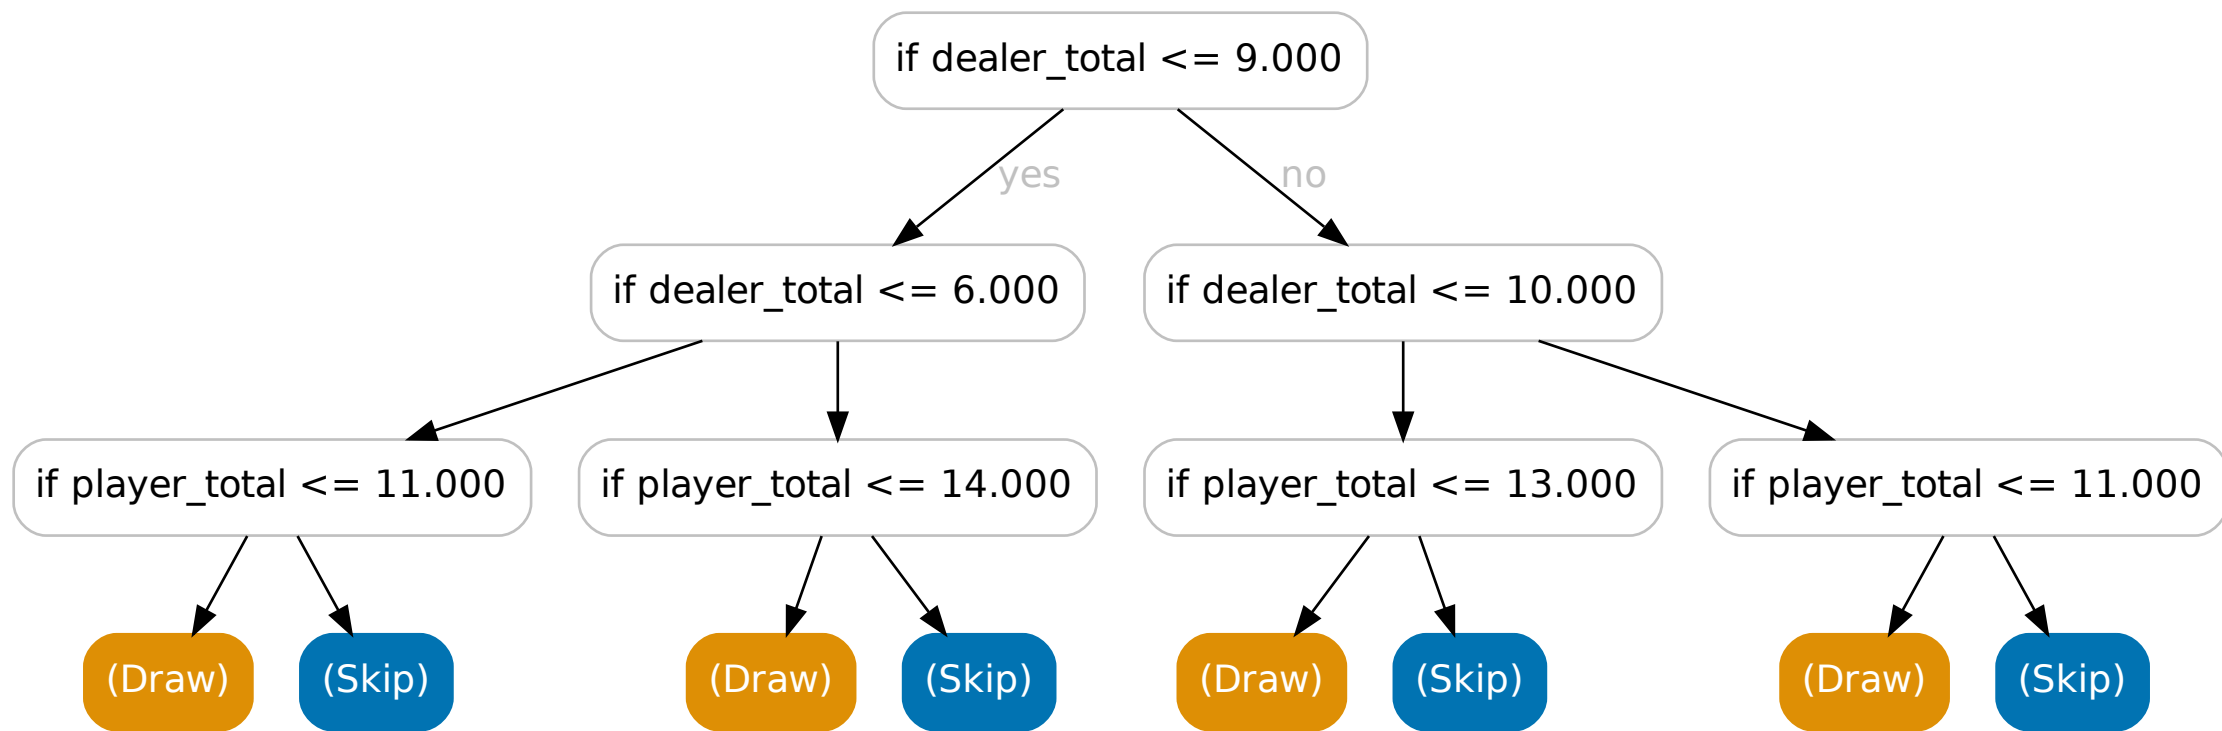 if dealer_total <= 9.000
yes
no
if dealer_total <= 6.000
if dealer_total <= 10.000
if player_total <= 11.000
if player_total <= 14.000
if player_total <= 13.000
if player_total <= 11.000
(Draw)
(Skip)
(Draw)
(Skip)
(Draw)
(Skip)
(Draw)
(Skip)